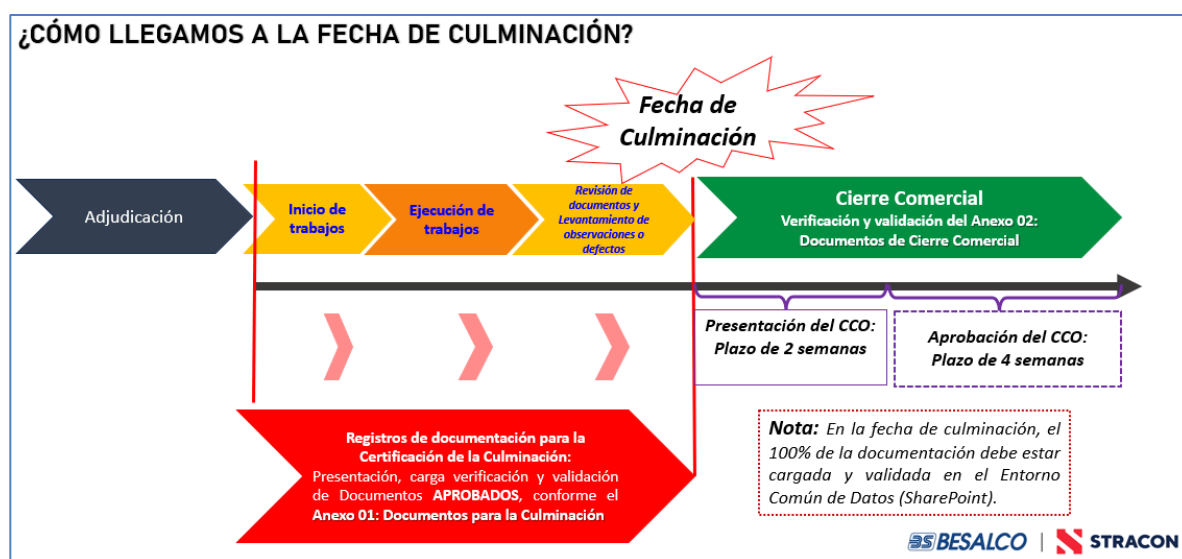 ¿CÓMO LLEGAMOS A LA FECHA DE CULMINACIÓN?
Fecha de
Culminación
Adjudicación
Inicio de
trabajos
Ejecución de
trabajos
Revisión de
documentos y
Levantamiento de
observaciones o
defectos
Cierre Comercial
Verificación y validación del Anexo 02:
Documentos de Cierre Comercial
Presentación del CCO:
Plazo de 2 semanas
Aprobación del CCO:
Plazo de 4 semanas
Registros de documentación para la
Certificación de la Culminación:
Presentación, carga verificación y validación
de Documentos APROBADOS, conforme el
Anexo 01: Documentos para la Culminación
Nota: En la fecha de culminación, el
100% de la documentación debe estar
cargada y validada en el Entorno
Común de Datos (SharePoint).
BS BESALCO | STRACON